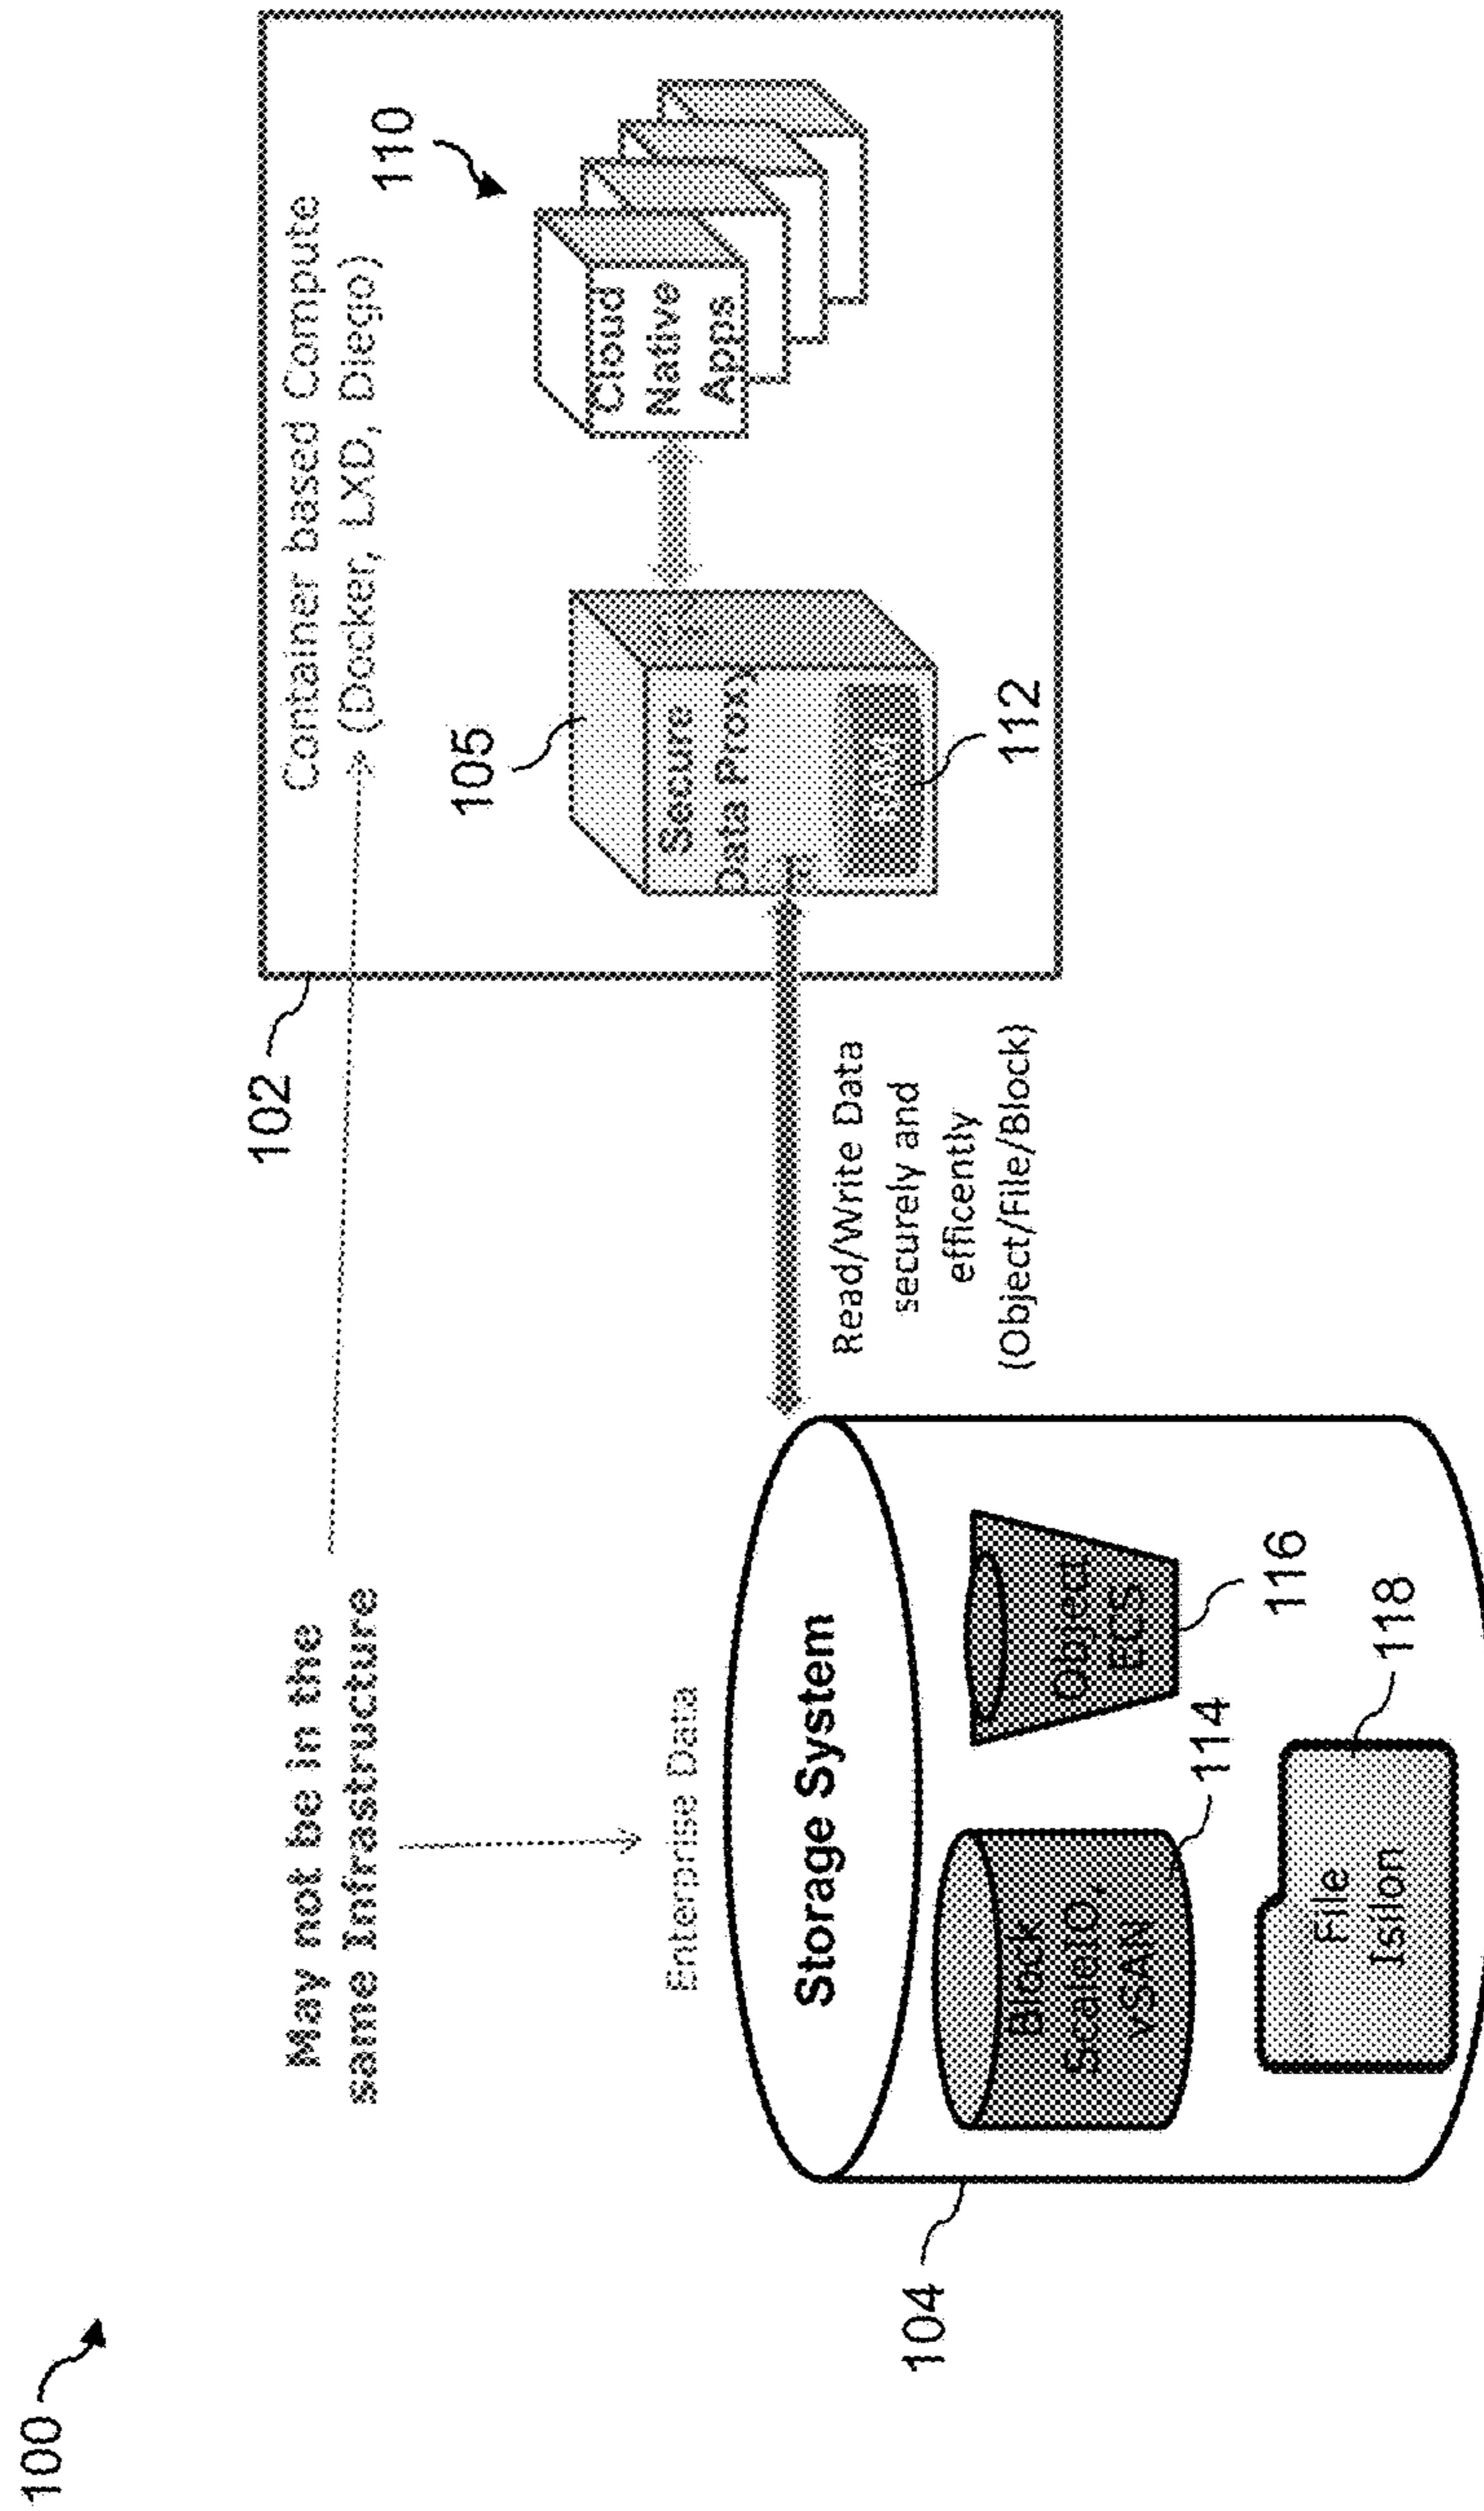 100
May not be in the
same Infrastructure
Enterprise Data
Storage System
104
Block
ScaleIO,
vSAN
114
Object
ECS
116
File
Isilon
118
Read/Write Data
securely and
efficently
(Object/File/Block)
102
Container based Compute
(Docker, LXD, Diego)
105
Secure
Data Proxy
112
110
Cloud
Native
Apps